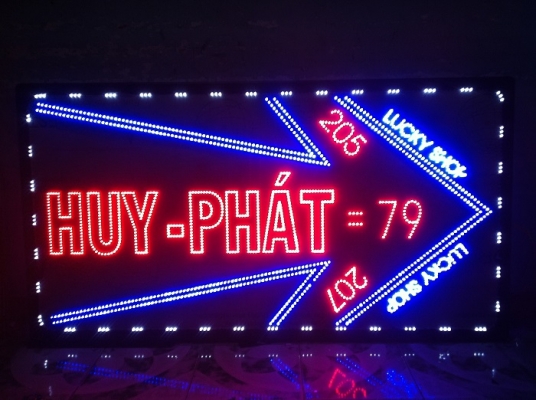 205
LUCKY SHOP
HUY - PHÁT = 79
207
LUCKY SHOP